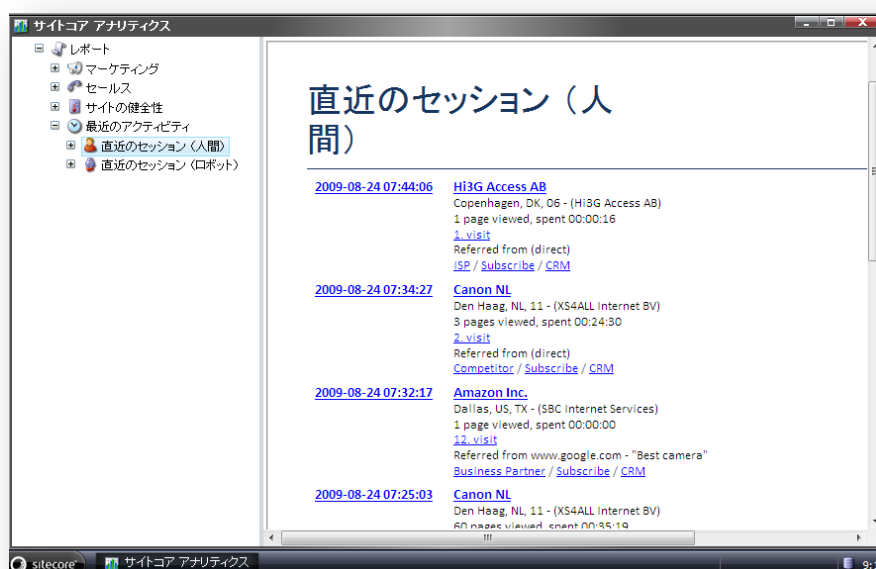 サイトコア アナリティクス
レポート
マーケティング
セールス
サイトの健全性
最近のアクティビティ
直近のセッション（人間）
直近のセッション（ロボット）
直近のセッション（人
間）
2009-08-24 07:44:06 Hi3G Access AB
Copenhagen, DK, 06 - (Hi3G Access AB)
1 page viewed, spent 00:00:16
1. visit
Referred from (direct)
ISP / Subscribe / CRM
2009-08-24 07:34:27 Canon NL
Den Haag, NL, 11 - (XS4ALL Internet BV)
3 pages viewed, spent 00:24:30
2. visit
Referred from (direct)
Competitor / Subscribe / CRM
2009-08-24 07:32:17 Amazon Inc.
Dallas, US, TX - (SBC Internet Services)
1 page viewed, spent 00:00:00
12. visit
Referred from www.google.com - "Best camera"
Business Partner / Subscribe / CRM
2009-08-24 07:25:03 Canon NL
Den Haag, NL, 11 - (XS4ALL Internet BV)
60 pages viewed, spent 00:35:19
sitecore サイトコア アナリティクス